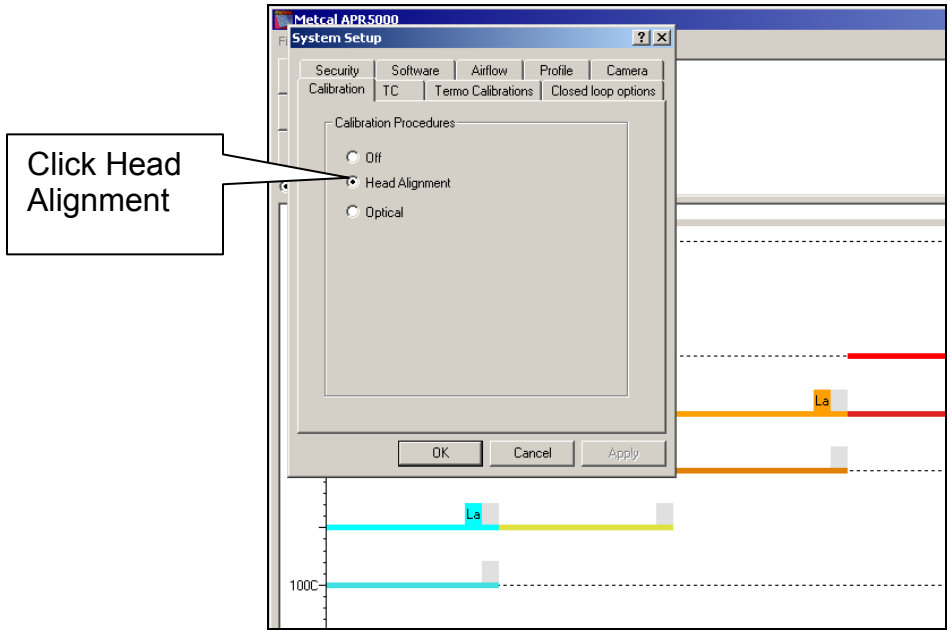 Metcal APR5000
Fi
System Setup
Security Software Airflow Profile Camera
Calibration TC Termo Calibrations Closed loop options
Calibration Procedures
Off
Click Head
Alignment
Head Alignment
Optical
La
OK Cancel Apply
La
100C